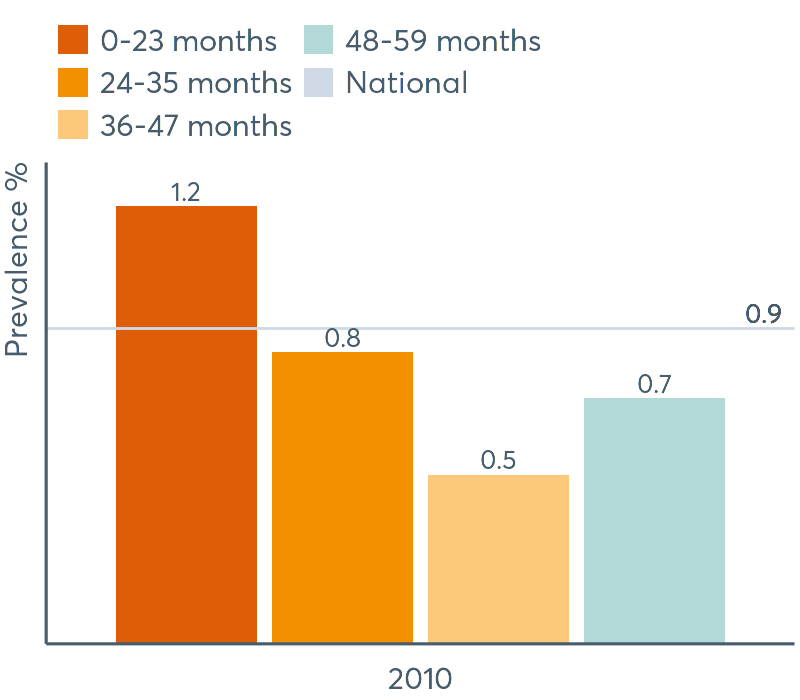 0-23 months
24-35 months
36-47 months
48-59 months
National
Prevalence %
1.2
0.8
0.5
0.7
0.9
2010